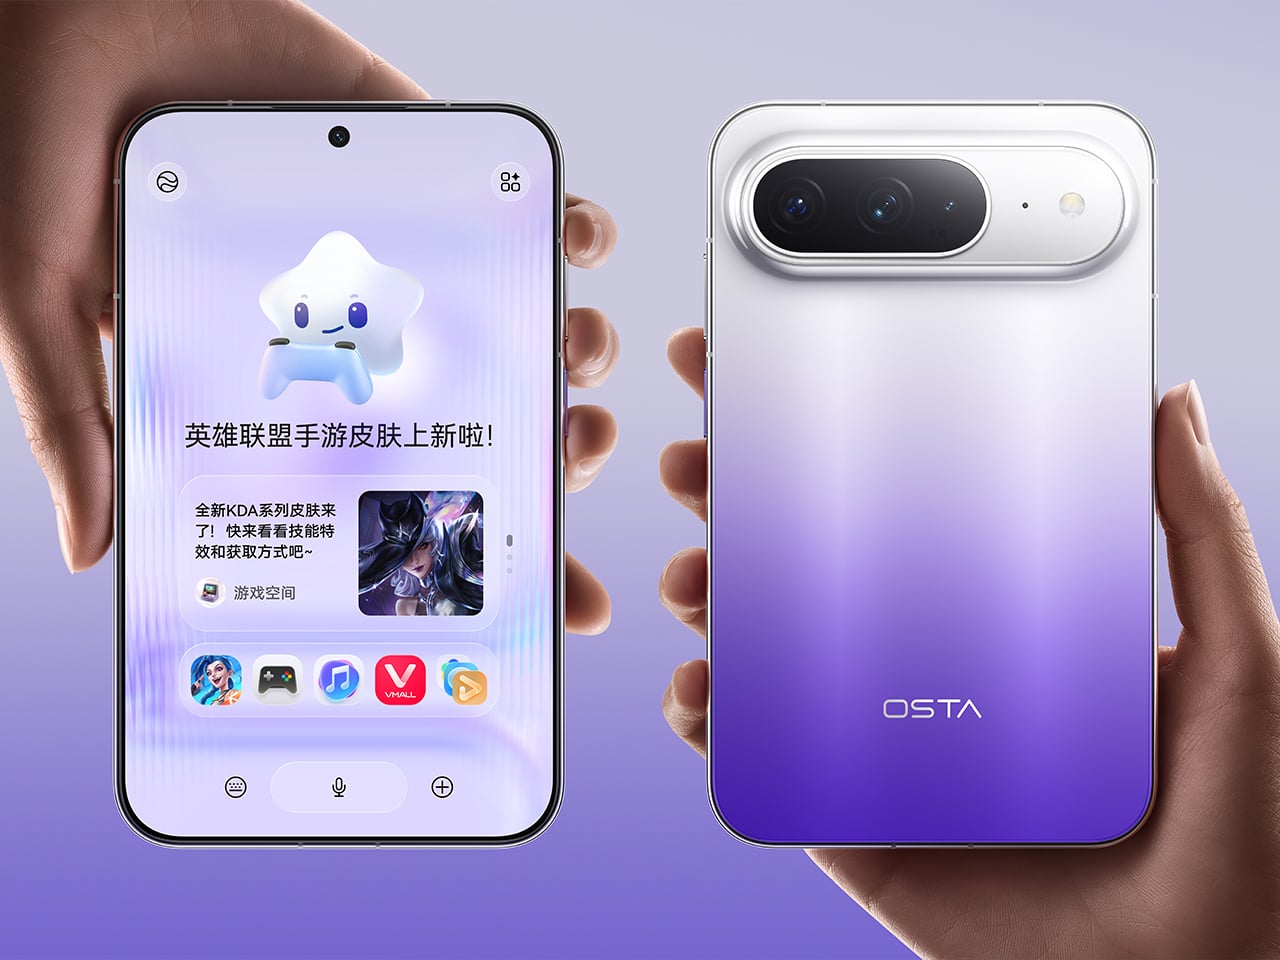 英雄联盟手游皮肤上新啦!
全新KDA系列皮肤来
了！快来看看技能特
效和获取方式吧~
游戏空间
VMALL
OSTA